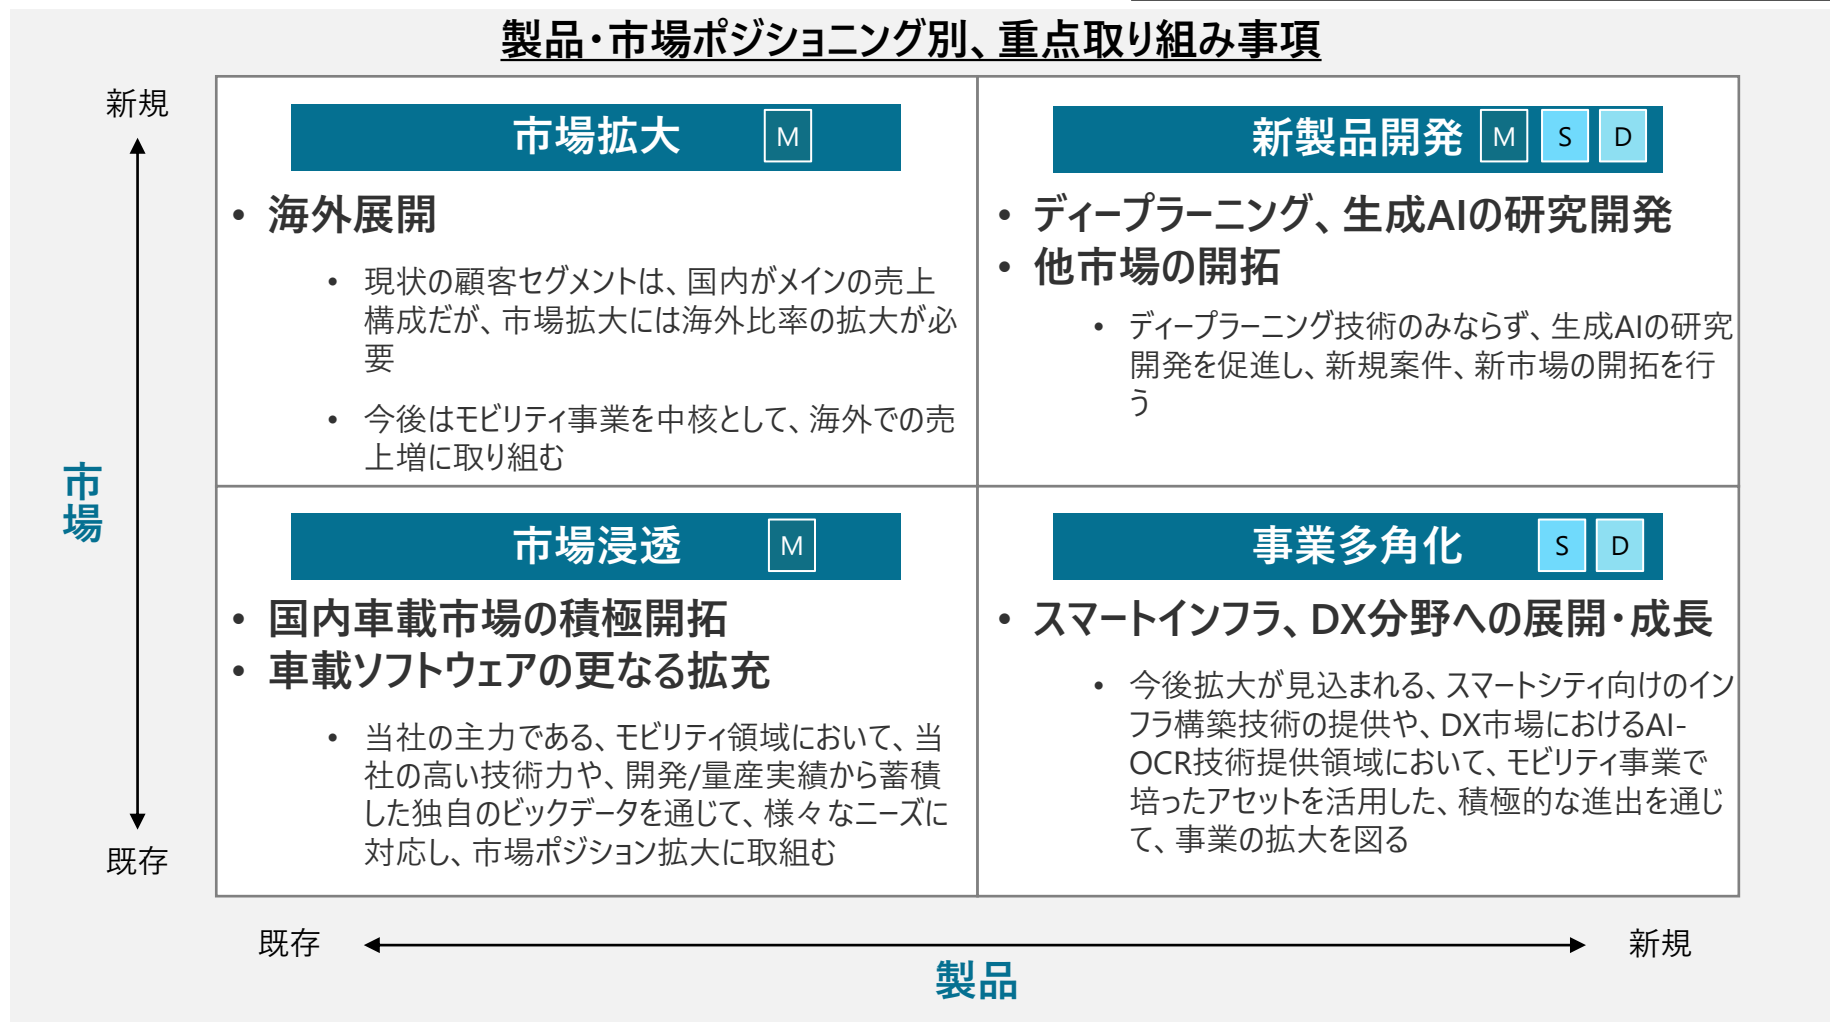 製品・市場ポジショニング別、重点取り組み事項
新規
市場
既存
市場拡大 M
• 海外展開
• 現状の顧客セグメントは、国内がメインの売上
構成だが、市場拡大には海外比率の拡大が必
要
• 今後はモビリティ事業を中核として、海外での売
上増に取り組む
新製品開発 M S D
• ディープラーニング、生成AIの研究開発
• 他市場の開拓
• ディープラーニング技術のみならず、生成AIの研究
開発を促進し、新規案件、新市場の開拓を行
う
市場浸透 M
• 国内車載市場の積極開拓
• 車載ソフトウェアの更なる拡充
• 当社の主力である、モビリティ領域において、当
社の高い技術力や、開発/量産実績から蓄積
した独自のビックデータを通じて、様々なニーズに
対応し、市場ポジション拡大に取組む
事業多角化 S D
• スマートインフラ、DX分野への展開・成長
• 今後拡大が見込まれる、スマートシティ向けのイン
フラ構築技術の提供や、DX市場におけるAI-
OCR技術提供領域において、モビリティ事業で
培ったアセットを活用した、積極的な進出を通じ
て、事業の拡大を図る
既存
新規
製品